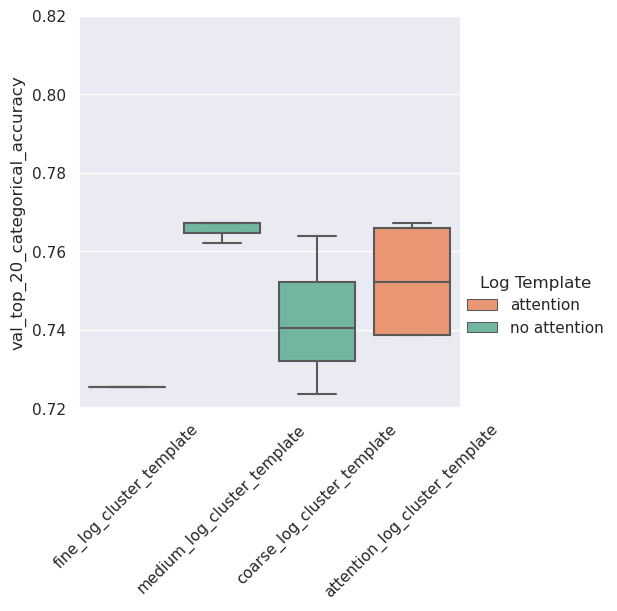 val_top_20_categorical_accuracy
0.82
0.80
0.78
0.76
0.74
0.72
fine_log_cluster_template
medium_log_cluster_template
coarse_log_cluster_template
attention_log_cluster_template
Log Template
attention
no attention